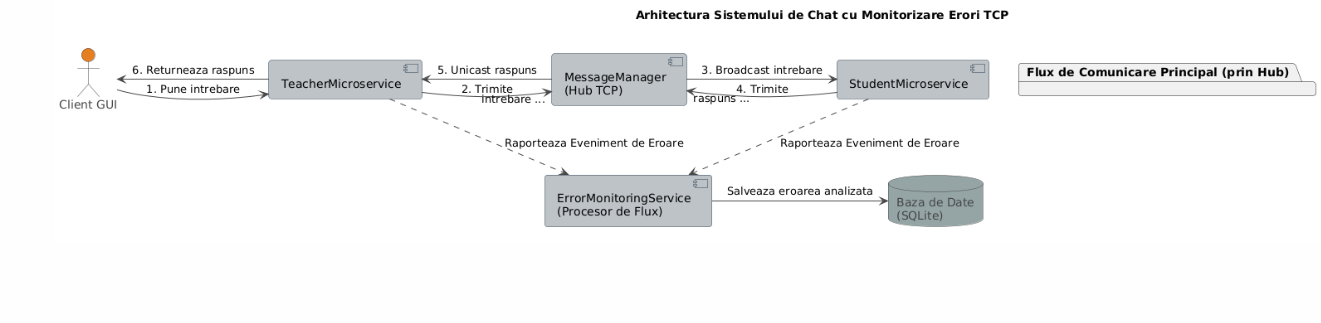 Arhitectura Sistemului de Chat cu Monitorizare Erori TCP
Client GUI
6. Returneaza raspuns
1. Pune intrebare
TeacherMicroservice
5. Unicast raspuns
2. Trimite
intrebare ...
MessageManager
(Hub TCP)
3. Broadcast intrebare
4. Trimite
raspuns ...
StudentMicroservice
Flux de Comunicare Principal (prin Hub)
Raporteaza Eveniment de Eroare
Raporteaza Eveniment de Eroare
ErrorMonitoringService
(Procesor de Flux)
Salveaza eroarea analizata
Baza de Date
(SQLite)